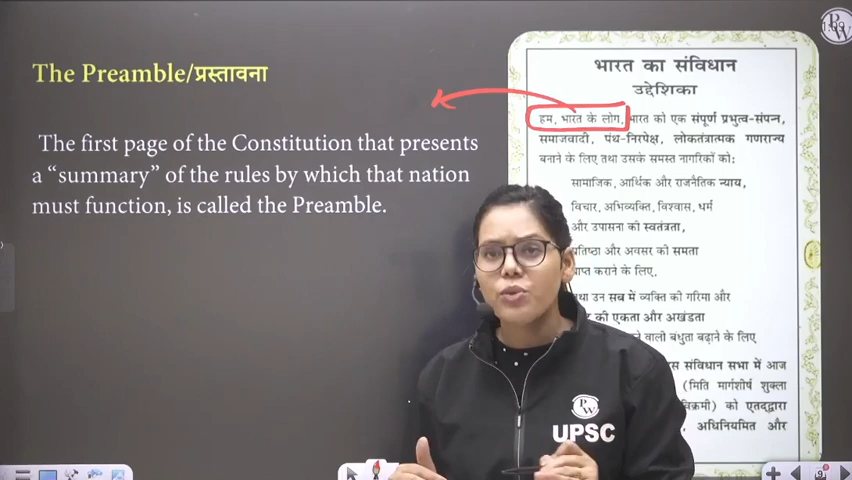 The Preamble/प्रस्तावना
The first page of the Constitution that presents
a “summary” of the rules by which that nation
must function, is called the Preamble.
भारत का संविधान
उद्देशिका
हम, भारत के लोग, भारत को एक संपूर्ण प्रभुत्व-संपन्न,
समाजवादी, पंथ-निरपेक्ष, लोकतंत्रात्मक गणराज्य
बनाने के लिए तथा उसके समस्त नागरिकों को:
सामाजिक, आर्थिक और राजनैतिक न्याय,
विचार, अभिव्यक्ति, विश्वास, धर्म
और उपासना की स्वतंत्रता,
प्रतिष्ठा और अवसर की समता
प्राप्त कराने के लिए,
तथा उन सब में व्यक्ति की गरिमा और
की एकता और अखंडता
वाली बंधुता बढ़ाने के लिए
संविधान सभा में आज
(मिति मार्गशीर्ष शुक्ला
को एतद्द्वारा
अधिनियमित और
PW
UPSC